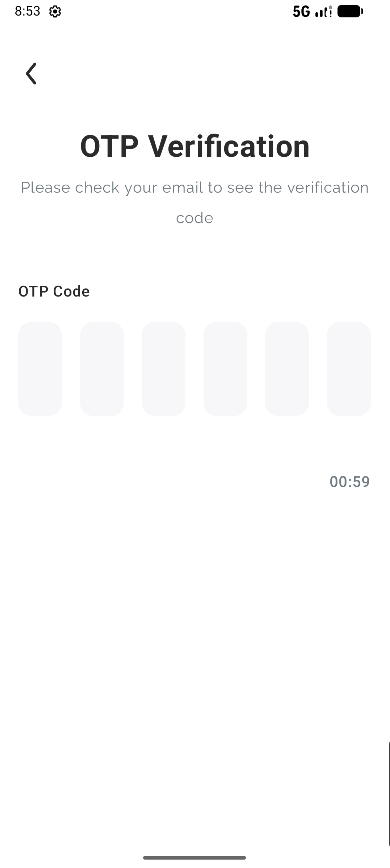 8:53
5G
OTP Verification
Please check your email to see the verification
code
OTP Code
00:59